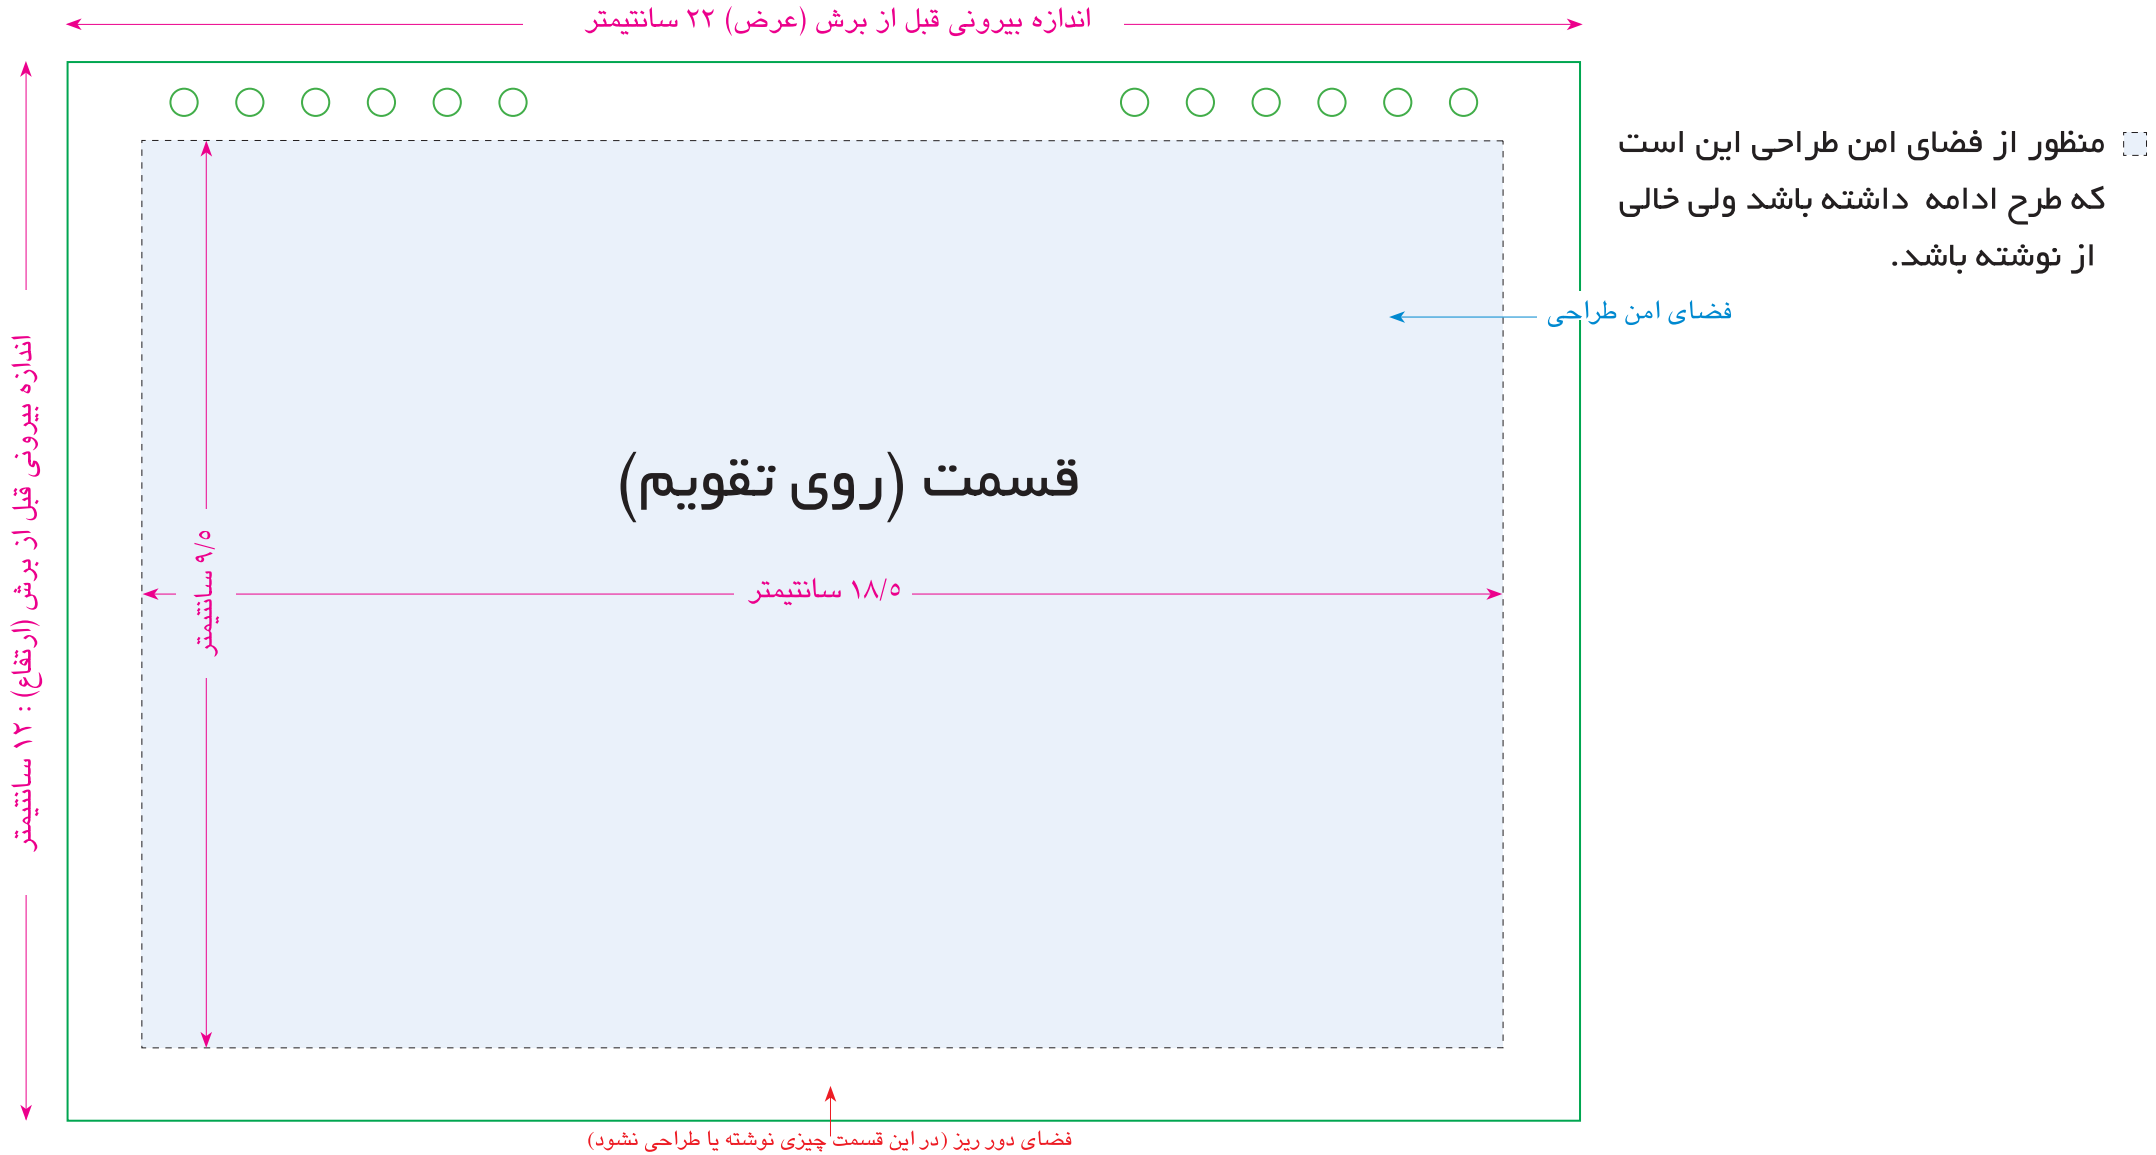 اندازه بیرونی قبل از برش (عرض) ۲۲ سانتیمتر
منظور از فضای امن طراحی این است
که طرح ادامه داشته باشد ولی خالی
از نوشته باشد.
فضای امن طراحی
قسمت (روی تقویم)
۱۸/۵ سانتیمتر
۹/۵ سانتیمتر
اندازه بیرونی قبل از برش (ارتفاع) : ۱۲ سانتیمتر
فضای دور ریز (در این قسمت چیزی نوشته یا طراحی نشود)